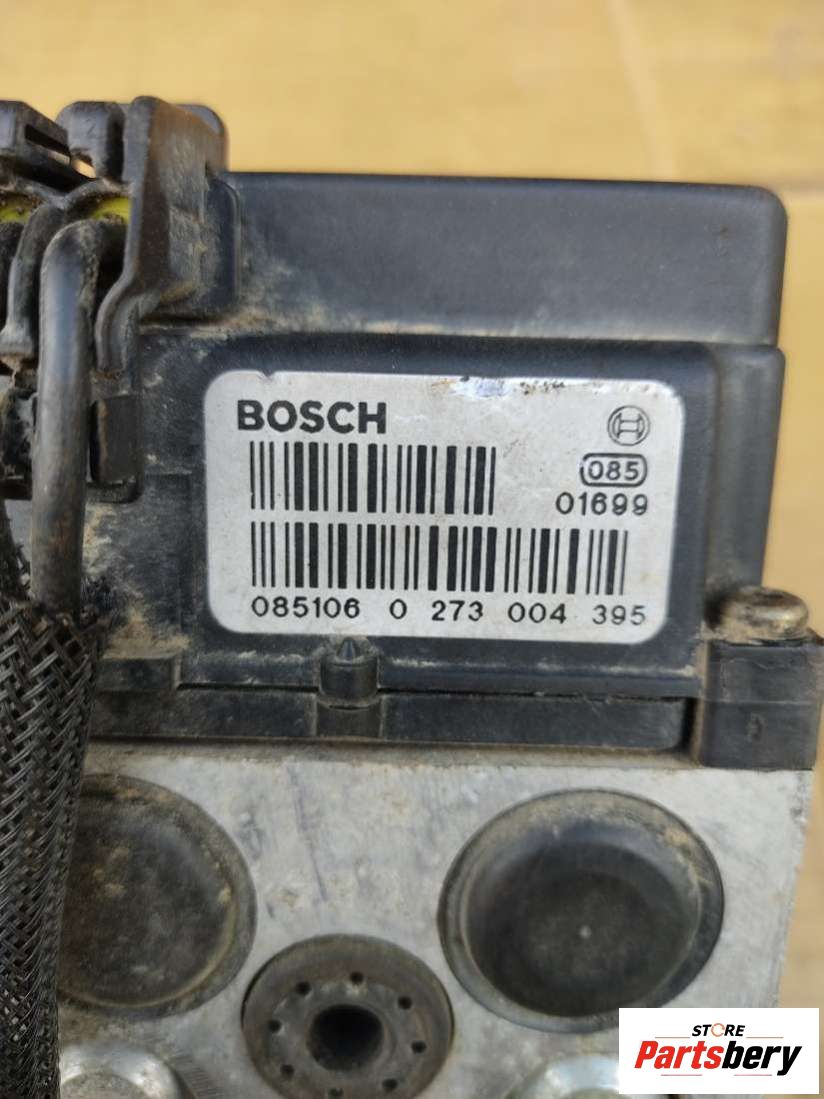 BOSCH
085
01699
085106 0 273 004 395
STORE
Partsbery